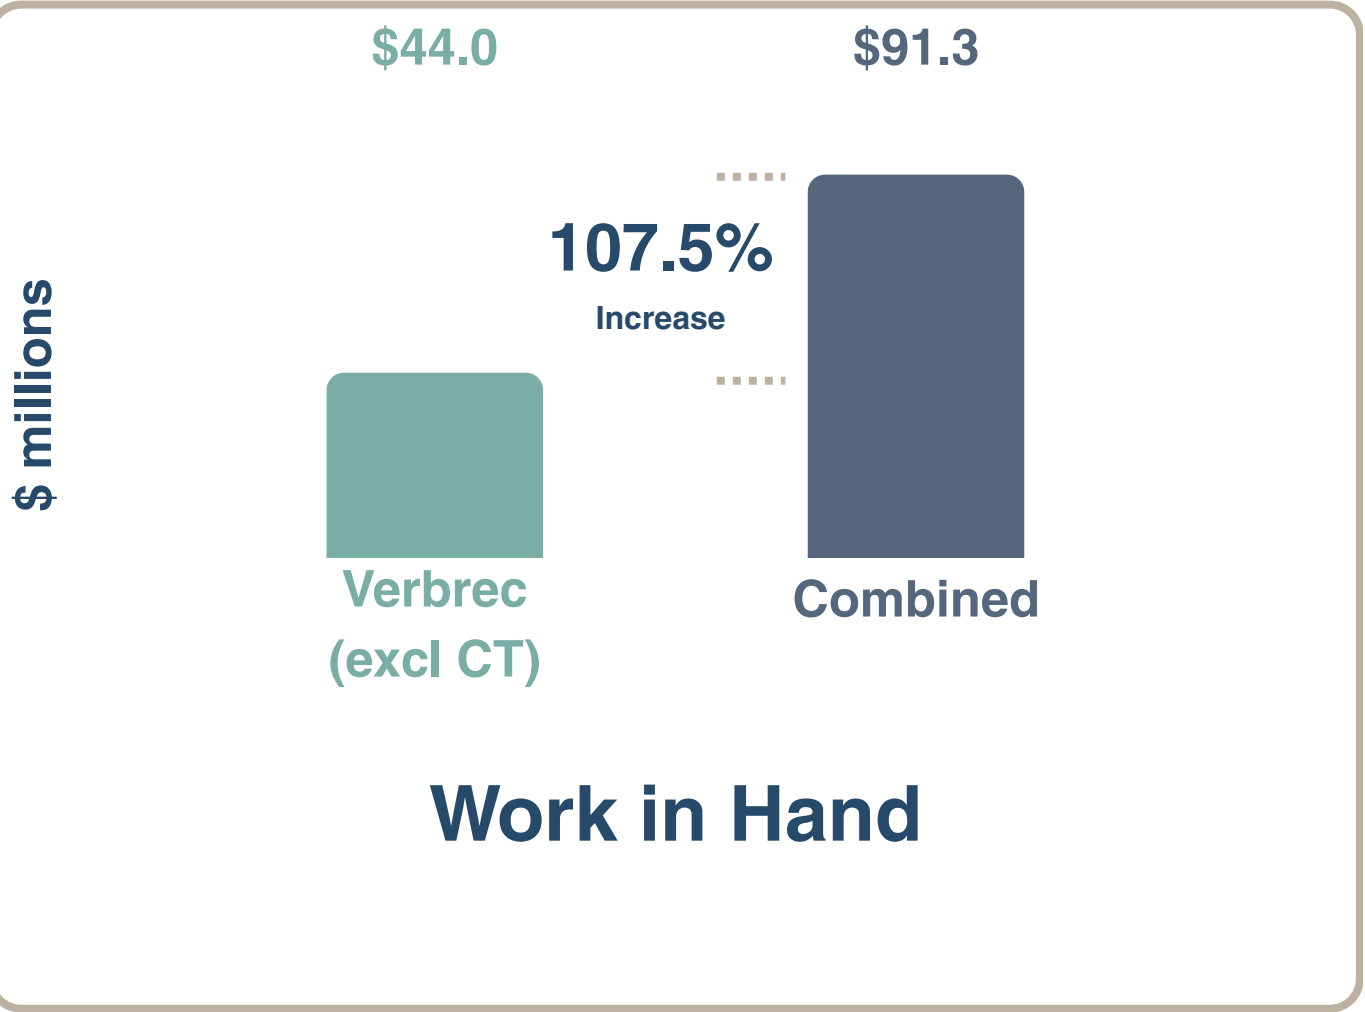 $44.0
$91.3
107.5%
Increase
$ millions
Verbrec
(excl CT)
Combined
Work in Hand